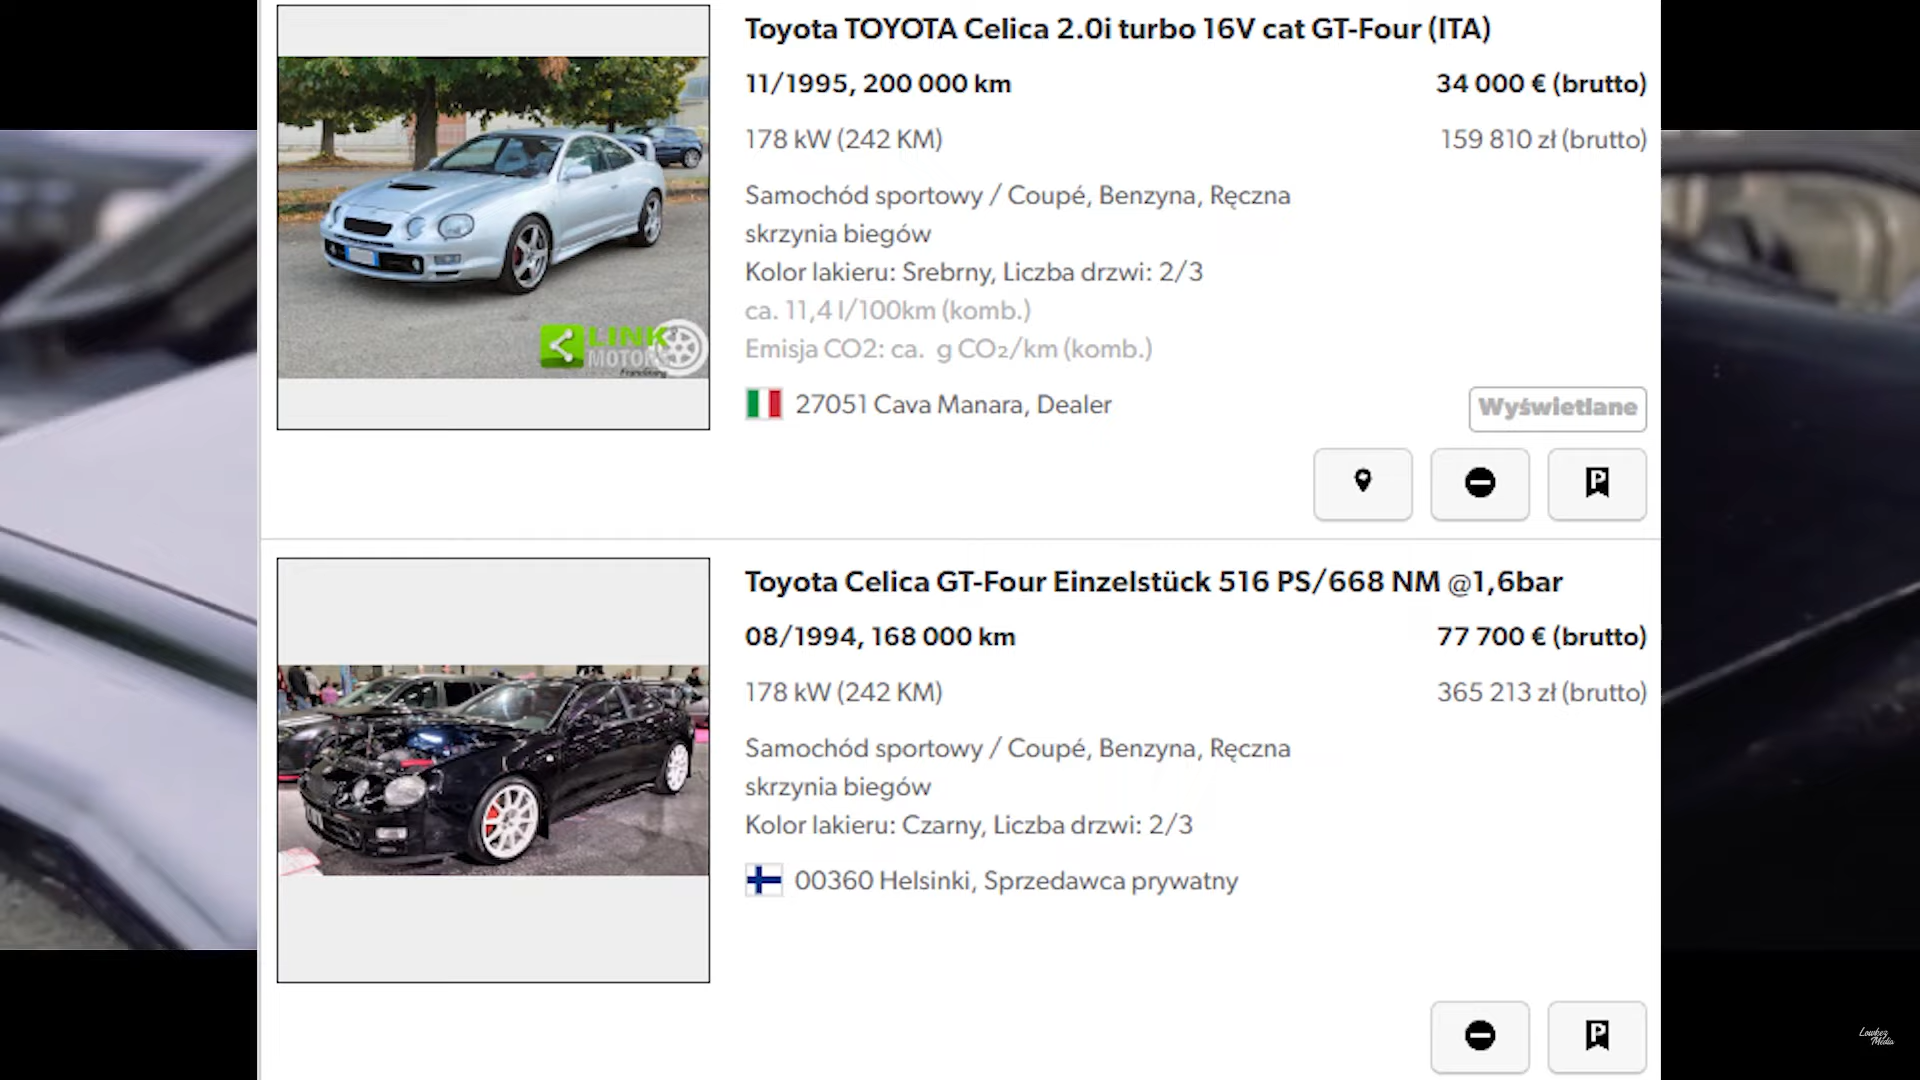 Toyota TOYOTA Celica 2.0i turbo 16V cat GT-Four (ITA)
11/1995, 200 000 km
34 000 € (brutto)
178 kW (242 KM)
159 810 zł (brutto)
Samochód sportowy / Coupé, Benzyna, Ręczna
skrzynia biegów
Kolor lakieru: Srebrny, Liczba drzwi: 2/3
ca. 11,4 l/100km (komb.)
Emisja CO2: ca. g CO₂/km (komb.)
27051 Cava Manara, Dealer
Wyświetlane
LINK
MOTORS
P
Toyota Celica GT-Four Einzelstück 516 PS/668 NM @1,6bar
08/1994, 168 000 km
77 700 € (brutto)
178 kW (242 KM)
365 213 zł (brutto)
Samochód sportowy / Coupé, Benzyna, Ręczna
skrzynia biegów
Kolor lakieru: Czarny, Liczba drzwi: 2/3
00360 Helsinki, Sprzedawca prywatny
P
Lowkez
Media